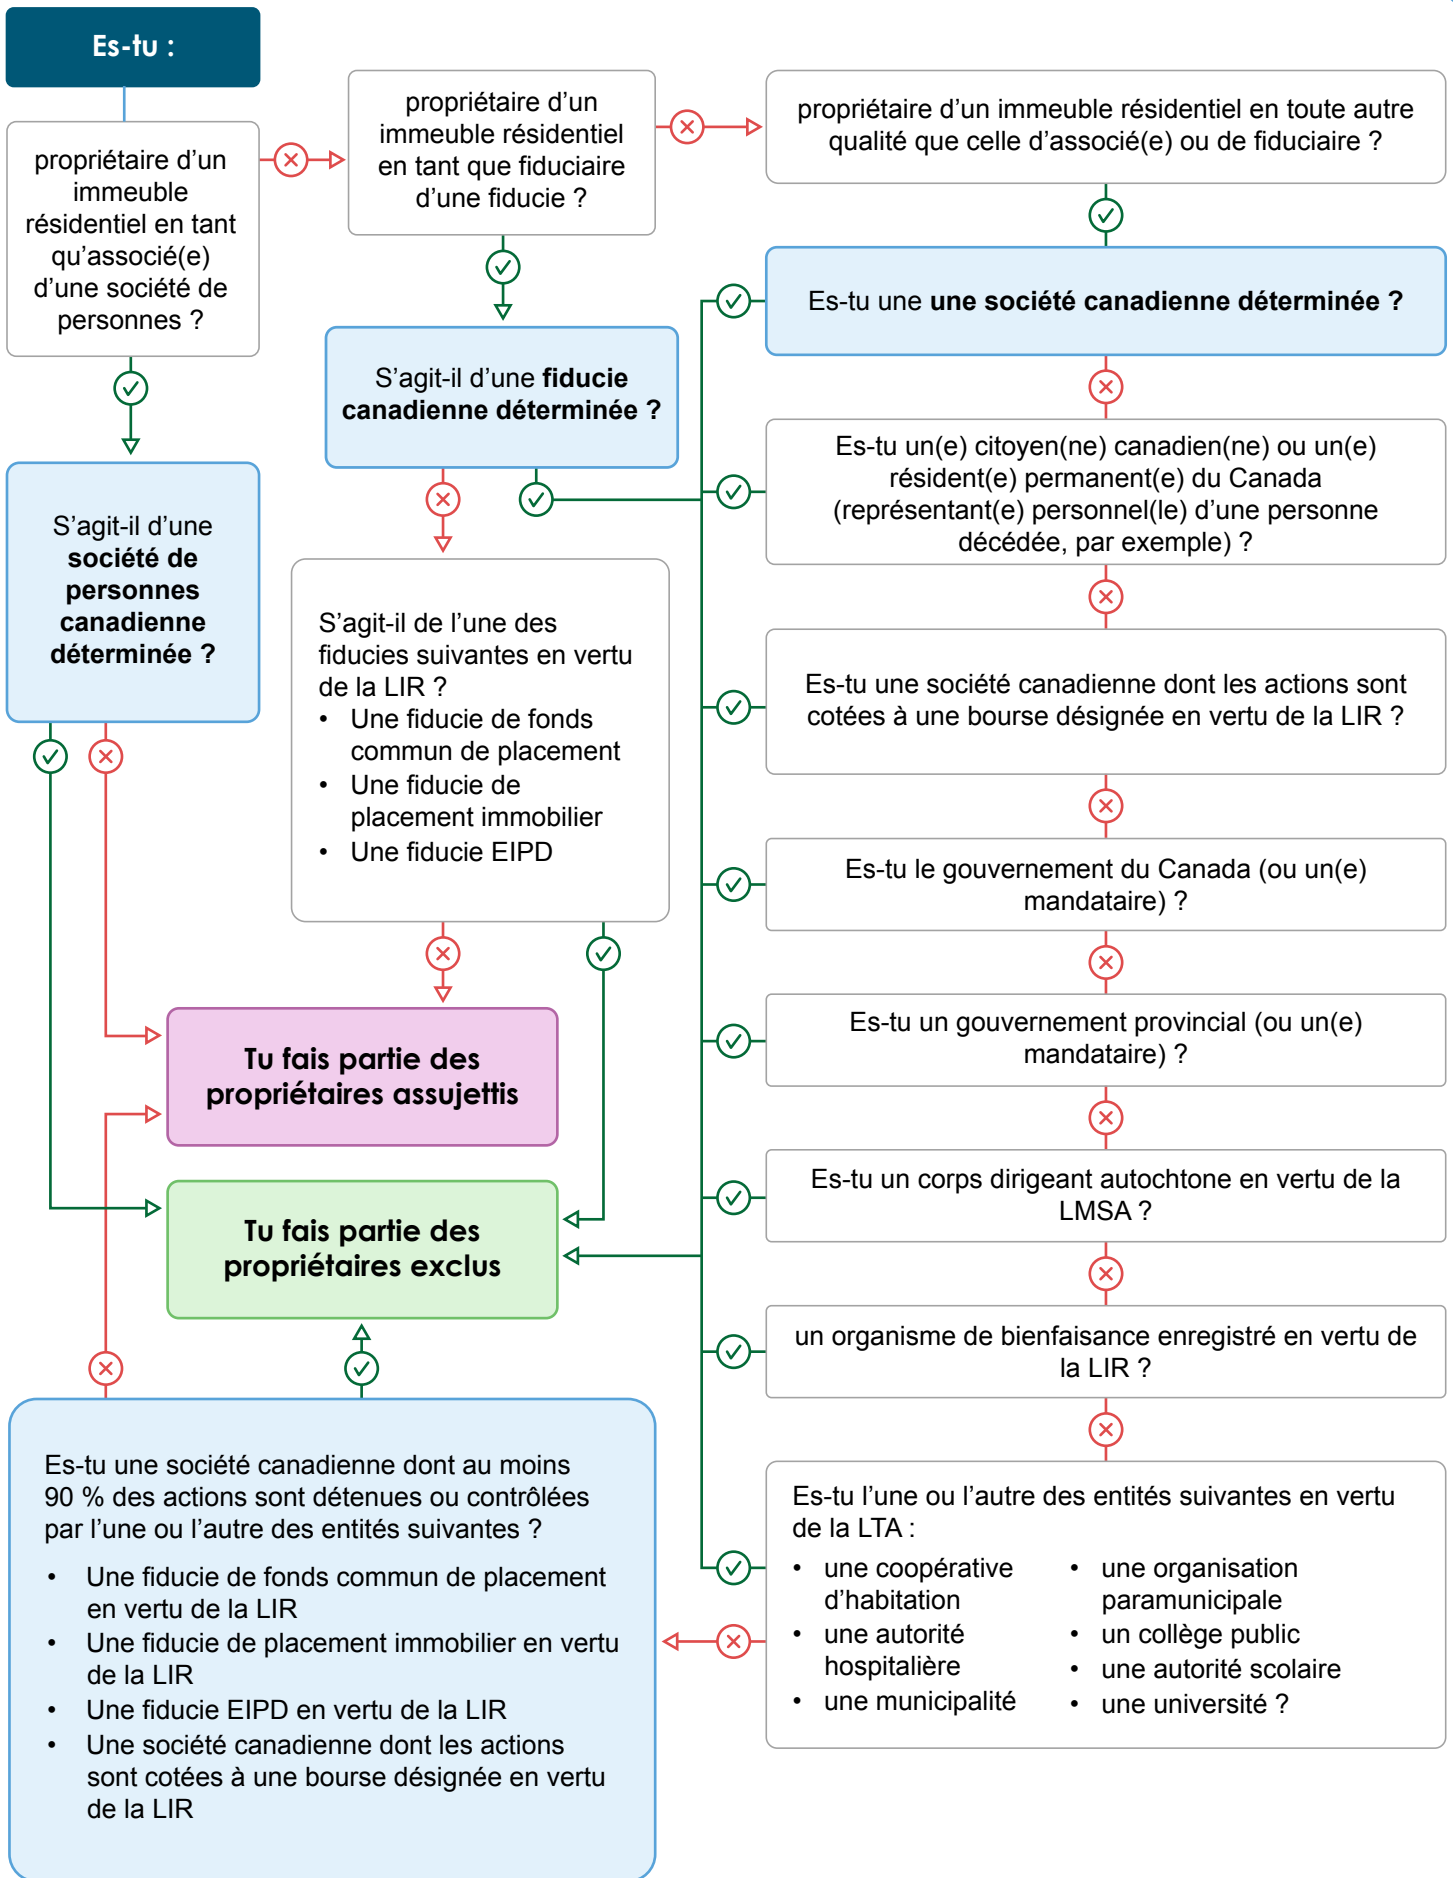 Es-tu :
propriétaire d'un
immeuble
résidentiel en tant
qu'associé(e)
d'une société de
personnes ?
propriétaire d'un
immeuble résidentiel
en tant que fiduciaire
d'une fiducie ?
propriétaire d'un immeuble résidentiel en toute autre
qualité que celle d'associé(e) ou de fiduciaire ?
S'agit-il d'une
société de
personnes
canadienne
déterminée ?
S'agit-il d'une fiducie
canadienne déterminée ?
S'agit-il de l'une des
fiducies suivantes en vertu
de la LIR ?
• Une fiducie de fonds
commun de placement
• Une fiducie de
placement immobilier
• Une fiducie EIPD
Es-tu une une société canadienne déterminée ?
Es-tu un(e) citoyen(ne) canadien(ne) ou un(e)
résident(e) permanent(e) du Canada
(représentant(e) personnel(le) d'une personne
décédée, par exemple) ?
Es-tu une société canadienne dont les actions sont
cotées à une bourse désignée en vertu de la LIR ?
Es-tu le gouvernement du Canada (ou un(e)
mandataire) ?
Es-tu un gouvernement provincial (ou un(e)
mandataire) ?
Es-tu un corps dirigeant autochtone en vertu de la
LMSA ?
un organisme de bienfaisance enregistré en vertu de
la LIR ?
Es-tu l'une ou l'autre des entités suivantes en vertu
de la LTA :
• une coopérative
d'habitation
• une autorité
hospitalière
• une municipalité
• une organisation
paramunicipale
• un collège public
• une autorité scolaire
• une université ?
Tu fais partie des
propriétaires assujettis
Tu fais partie des
propriétaires exclus
Es-tu une société canadienne dont au moins
90 % des actions sont détenues ou contrôlées
par l'une ou l'autre des entités suivantes ?
• Une fiducie de fonds commun de placement
en vertu de la LIR
• Une fiducie de placement immobilier en vertu
de la LIR
• Une fiducie EIPD en vertu de la LIR
• Une société canadienne dont les actions
sont cotées à une bourse désignée en vertu
de la LIR